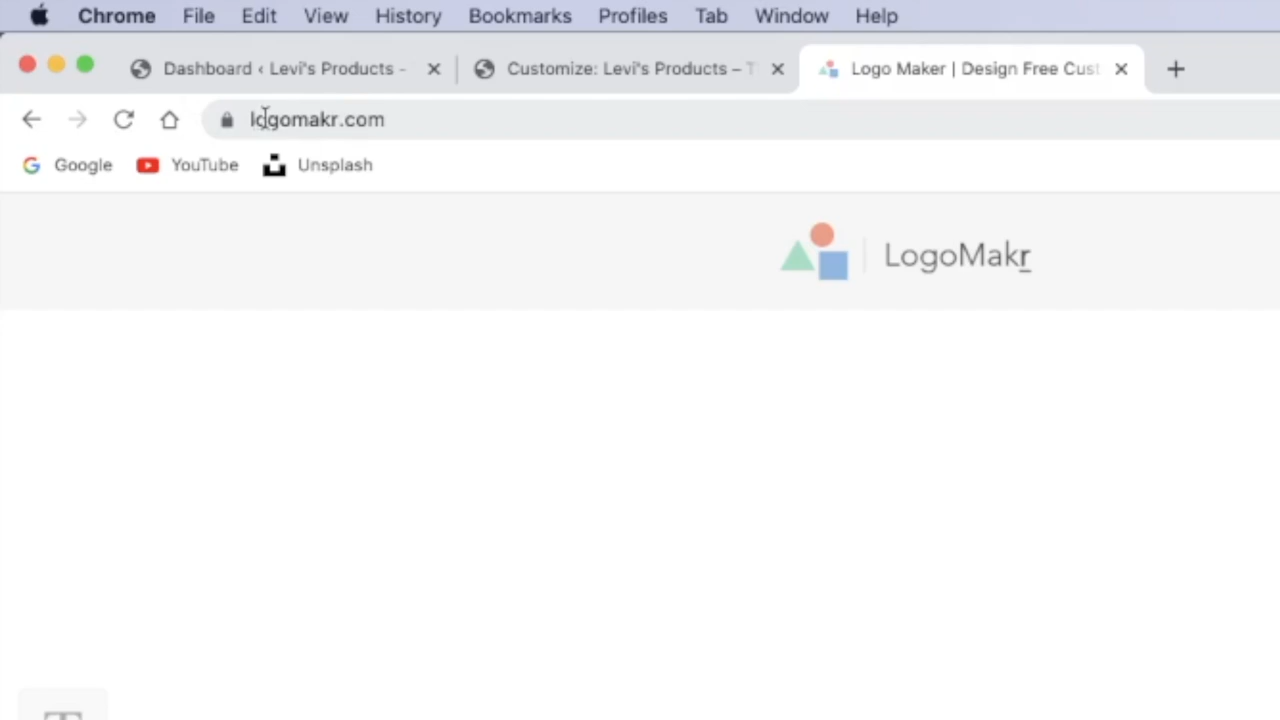 Chrome File Edit View History Bookmarks Profiles Tab Window Help
Dashboard ‹ Levi's Products - Customize: Levi's Products – T Logo Maker | Design Free Cust
logomakr.com
Google YouTube Unsplash
LogoMakr
T